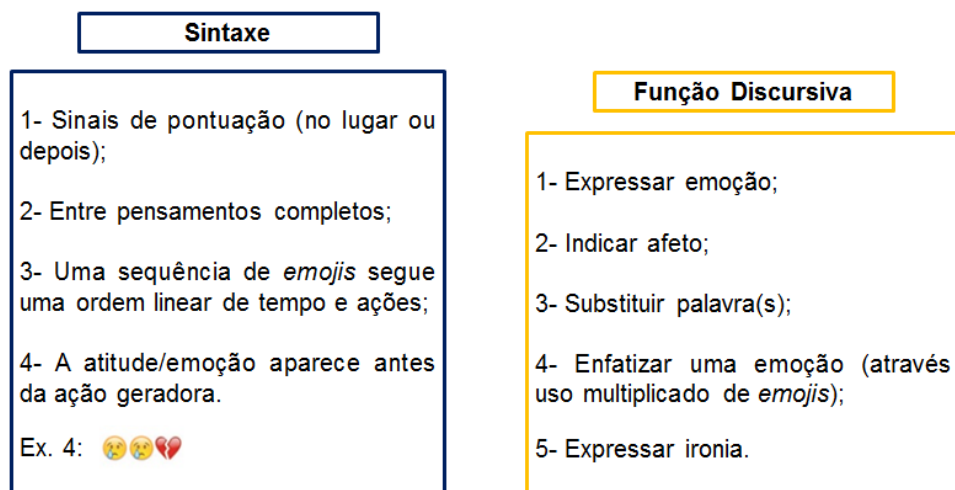 Sintaxe
1- Sinais de pontuação (no lugar ou
depois);
2- Entre pensamentos completos;
3- Uma sequência de emojis segue
uma ordem linear de tempo e ações;
4- A atitude/emoção aparece antes
da ação geradora.
Ex. 4: 😢😢💔
Função Discursiva
1- Expressar emoção;
2- Indicar afeto;
3- Substituir palavra(s);
4- Enfatizar uma emoção (através
uso multiplicado de emojis);
5- Expressar ironia.